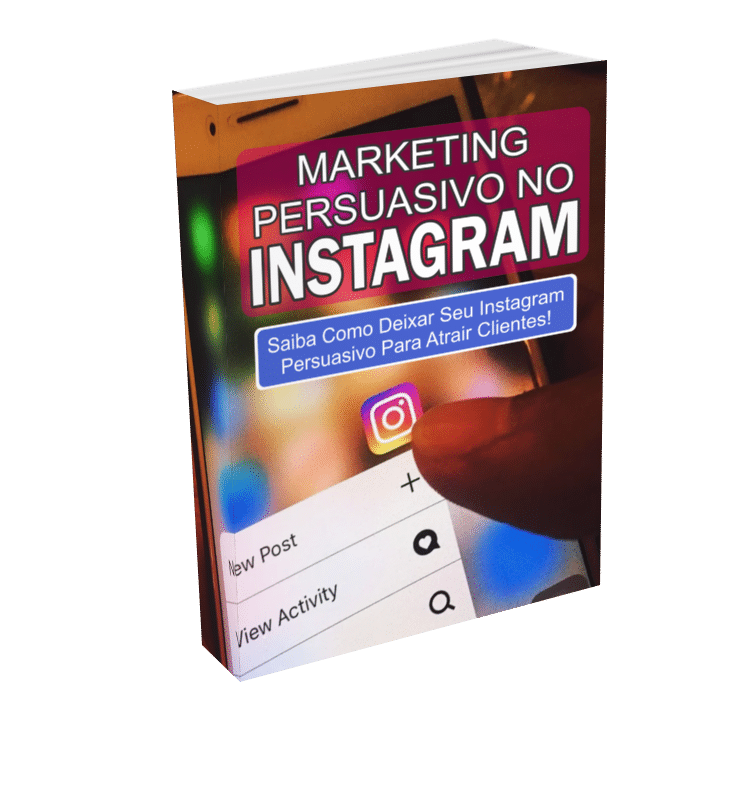 MARKETING
PERSUASIVO NO
INSTAGRAM
Saiba Como Deixar Seu Instagram
Persuasivo Para Atrair Clientes!
New Post
View Activity